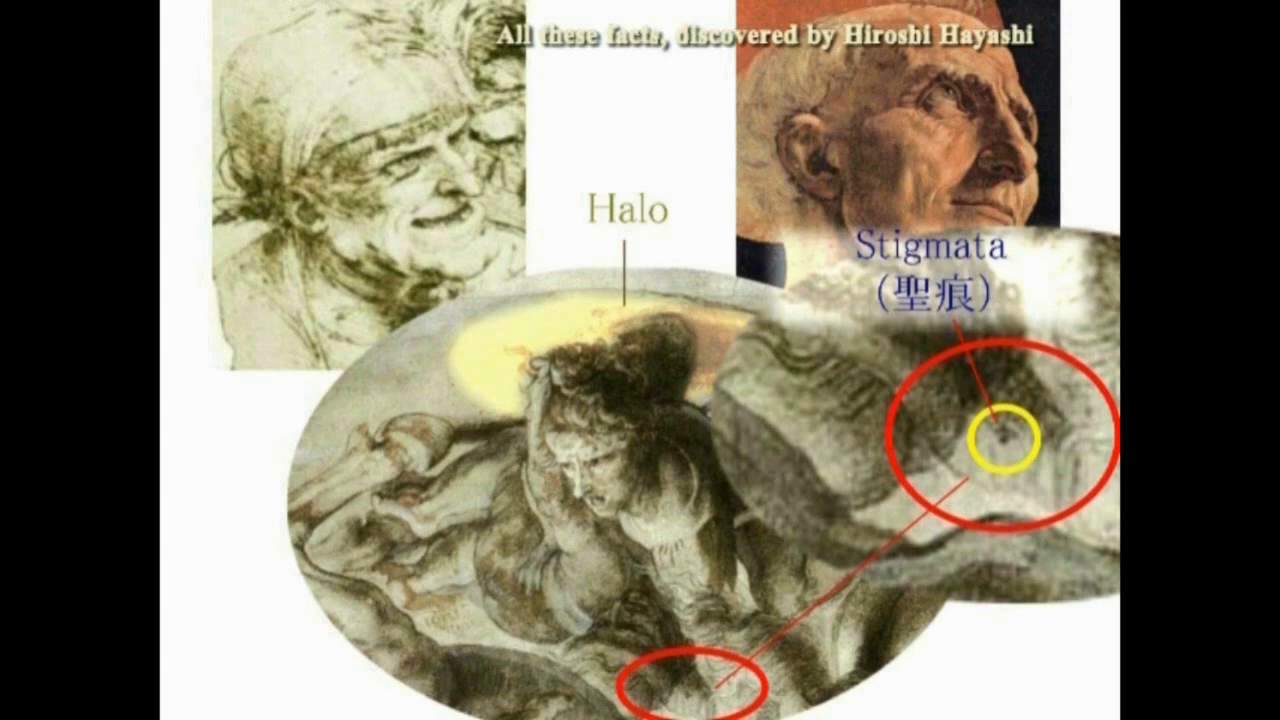 All these facts, discovered by Hiroshi Hayashi
Halo
Stigmata
(聖痕)